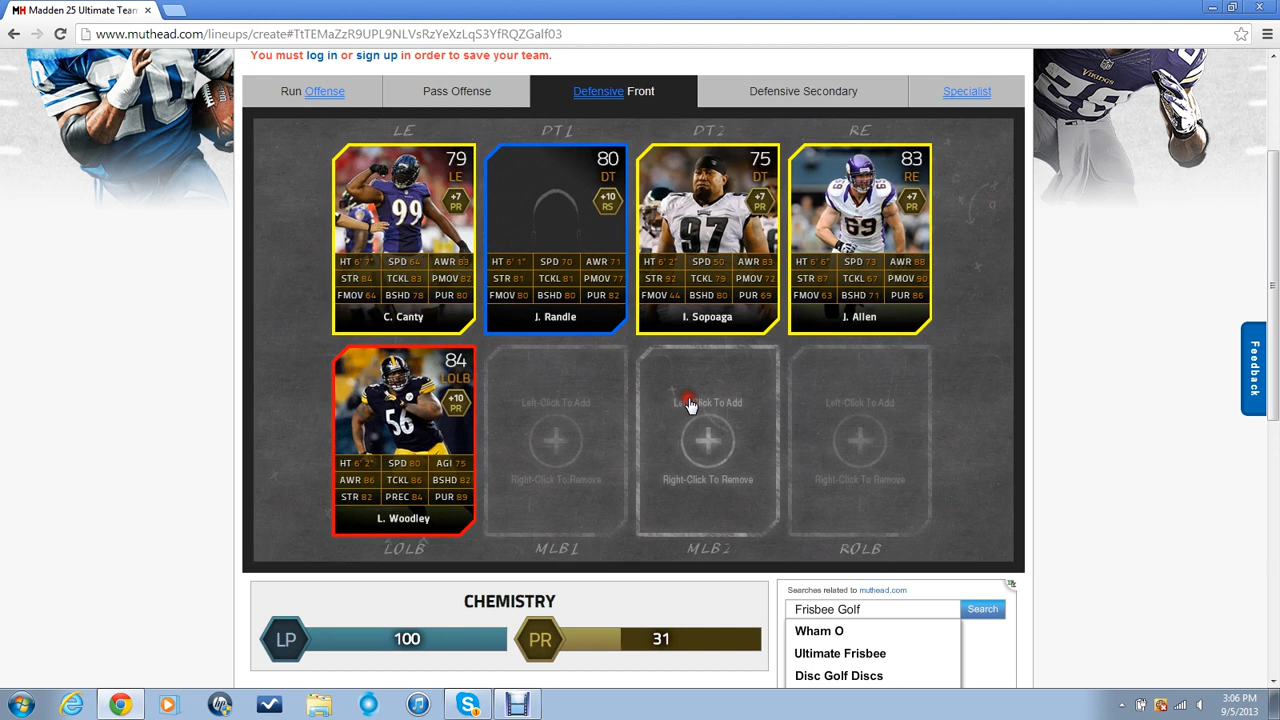 Madden 25 Ultimate Team
www.muthead.com/lineups/create#TtTEMaZzR9UPL9NLVsRzYeXzLqS3YfRQZGalf03
You must log in or sign up in order to save your team.
Run Offense Pass Offense Defensive Front Defensive Secondary Specialist
LE DT1 DT2 RE
79 LE +7 PR
99
HT 6' 7" SPD 64 AWR 83
STR 84 TCKL 83 PMOV 82
FMOV 64 BSHD 78 PUR 80
C. Canty
80 DT +10 RS
HT 6' 1" SPD 70 AWR 71
STR 81 TCKL 81 PMOV 77
FMOV 80 BSHD 80 PUR 82
J. Randle
75 DT +7 PR
97
HT 6' 2" SPD 50 AWR 83
STR 92 TCKL 79 PMOV 72
FMOV 44 BSHD 80 PUR 69
I. Sopoaga
83 RE +7 PR
69
HT 6' 6" SPD 73 AWR 88
STR 87 TCKL 67 PMOV 90
FMOV 63 BSHD 71 PUR 86
J. Allen
84 LOLB +10 PR
56
HT 6' 2" SPD 80 AGI 75
AWR 86 TCKL 86 BSHD 82
STR 82 PREC 84 PUR 89
L. Woodley
Left-Click To Add
Right-Click To Remove
Left-Click To Add
Right-Click To Remove
Left-Click To Add
Right-Click To Remove
LOLB MLB1 MLB2 ROLB
CHEMISTRY
LP 100 PR 31
Searches related to muthead.com
Frisbee Golf Search
Wham O
Ultimate Frisbee
Disc Golf Discs
Feedback
Vikings
3:06 PM
9/5/2013